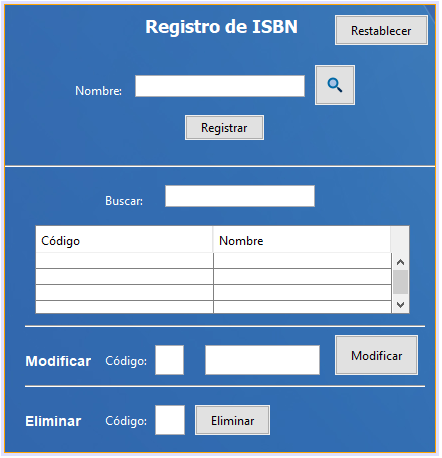 Registro de ISBN
Restablecer
Nombre:
Registrar
Buscar:
Código Nombre
Modificar Código: Modificar
Eliminar Código: Eliminar